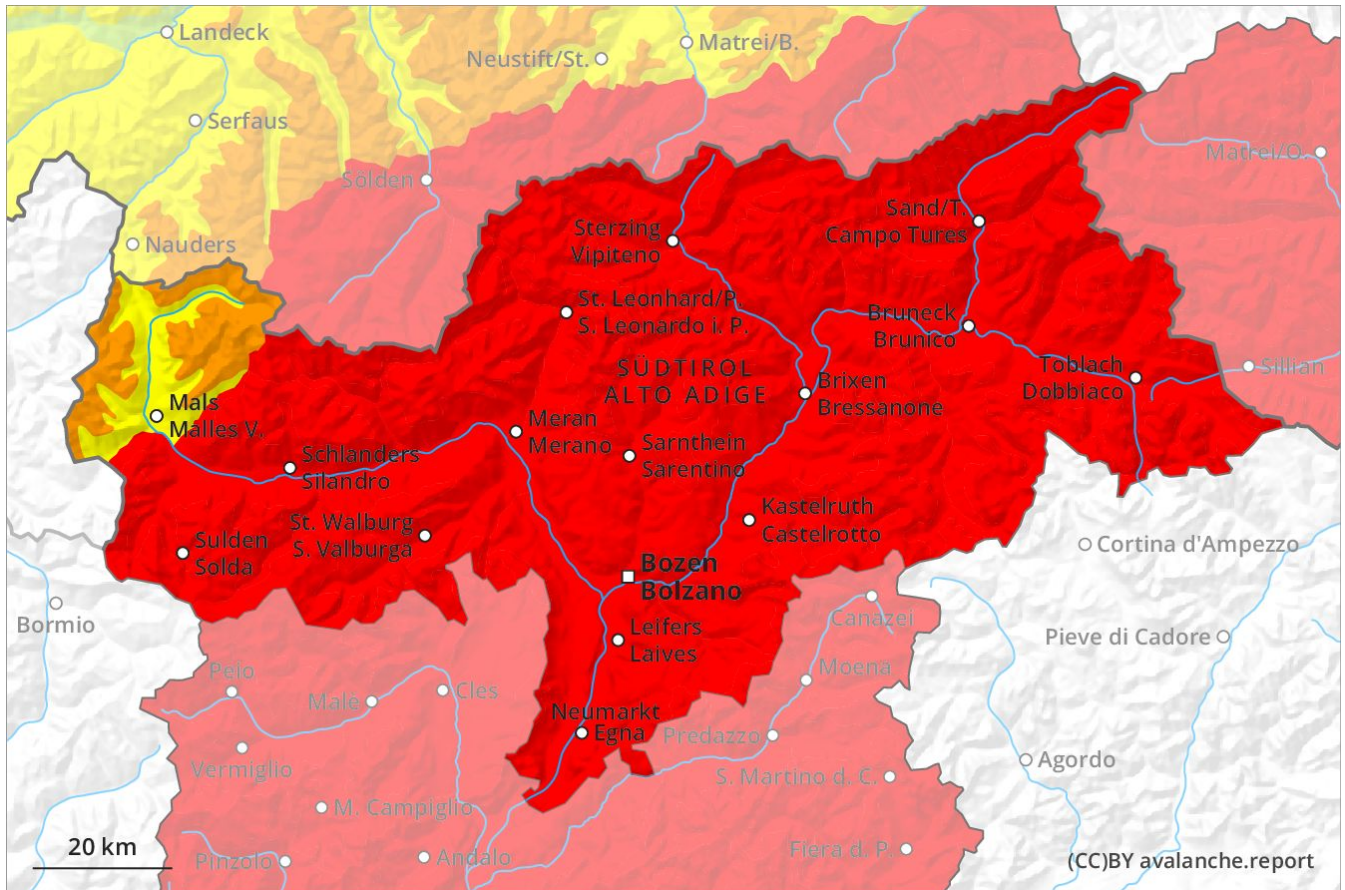 Landeck
Neustift/St.
Matrei/B.
Serfaus
Matrei/O.
Sölden
Nauders
Sterzing
Vipiteno
Sand/T.
Campo Tures
St. Leonhard/P.
S. Leonardo i. P.
Bruneck
Brunico
SÜDTIROL
ALTO ADIGE
Toblach
Dobbiaco
Sillian
Brixen
Bressanone
Mals
Malles V.
Meran
Merano
Sarnthein
Sarentino
Schlanders
Silandro
Kastelruth
Castelrotto
St. Walburg
S. Valburga
Sulden
Solda
Cortina d'Ampezzo
Bozen
Bolzano
Bormio
Canazei
Leifers
Laives
Pieve di Cadore
Peio
Moena
Malè
Cles
Neumarkt
Egna
Predazzo
Vermiglio
Agordo
S. Martino d. C.
M. Campiglio
20 km
Pinzolo
Andalo
Fiera d. P.
(CC)BY avalanche.report